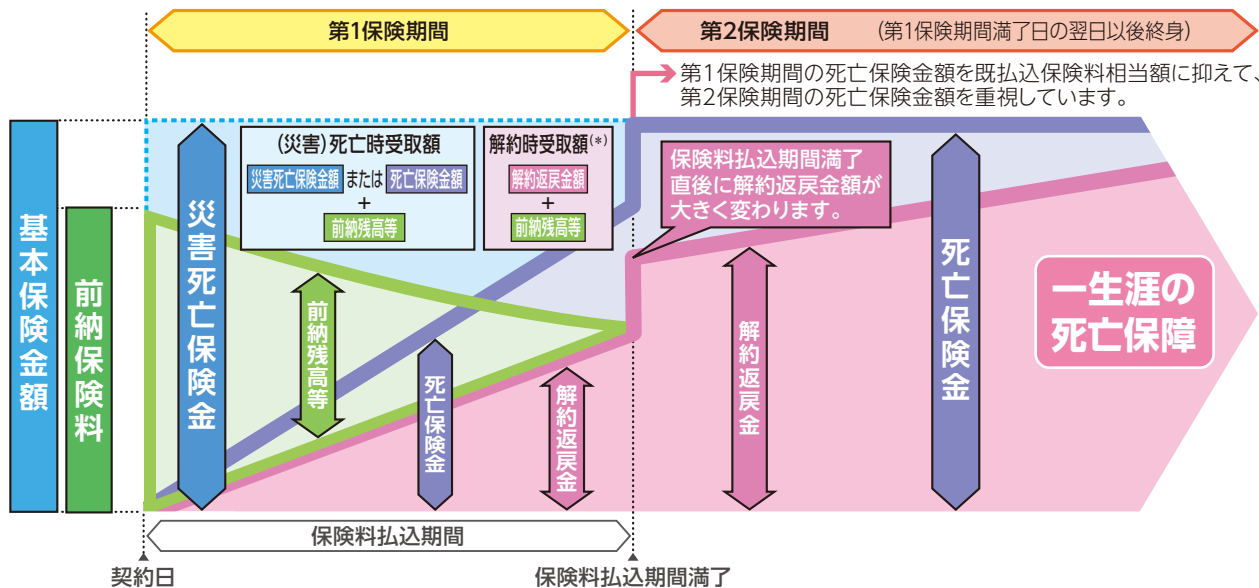 第1保険期間
第2保険期間 (第1保険期間満了日の翌日以後終身)
第1保険期間の死亡保険金額を既払込保険料相当額に抑えて、
第2保険期間の死亡保険金額を重視しています。
基本保険金額
前納保険料
災害死亡保険金
(災害)死亡時受取額
災害死亡保険金額 または 死亡保険金額
+
前納残高等
解約時受取額(*)
解約返戻金額
+
前納残高等
保険料払込期間満了
直後に解約返戻金額が
大きく変わります。
前納残高等
死亡保険金
解約返戻金
解約返戻金
死亡保険金
一生涯の
死亡保障
保険料払込期間
契約日
保険料払込期間満了